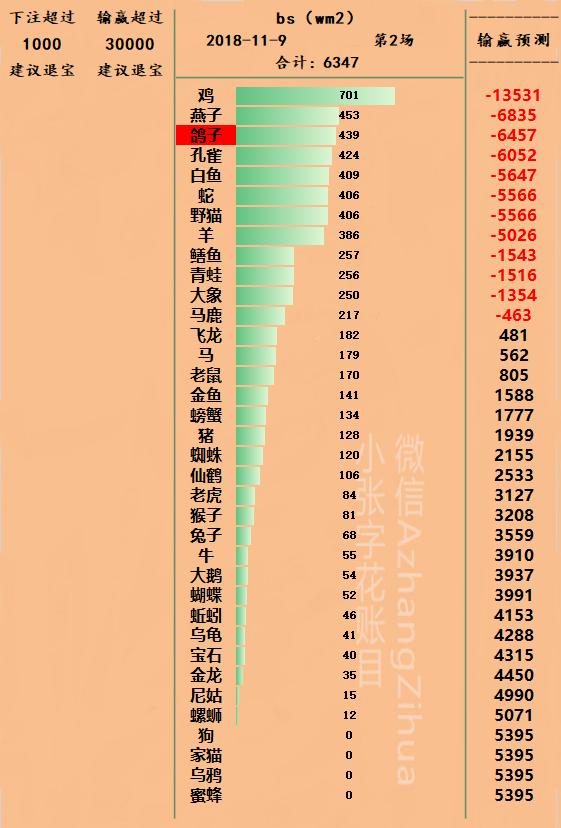 下注超过 输赢超过
1000 30000
建议退宝 建议退宝
bs（wm2）
2018-11-9 第2场
合计：6347
输赢预测
鸡 701 -13531
燕子 453 -6835
鸽子 439 -6457
孔雀 424 -6052
白鱼 409 -5647
蛇 406 -5566
野猫 406 -5566
羊 386 -5026
鳝鱼 257 -1543
青蛙 256 -1516
大象 250 -1354
马鹿 217 -463
飞龙 182 481
马 179 562
老鼠 170 805
金鱼 141 1588
螃蟹 134 1777
猪 128 1939
蜘蛛 120 2155
仙鹤 106 2533
老虎 84 3127
猴子 81 3208
兔子 68 3559
牛 55 3910
大鹅 54 3937
蝴蝶 52 3991
蚯蚓 46 4153
乌龟 41 4288
宝石 40 4315
金龙 35 4450
尼姑 15 4990
螺蛳 12 5071
狗 0 5395
家猫 0 5395
乌鸦 0 5395
蜜蜂 0 5395
微信AzhangZihua
小张字花账目